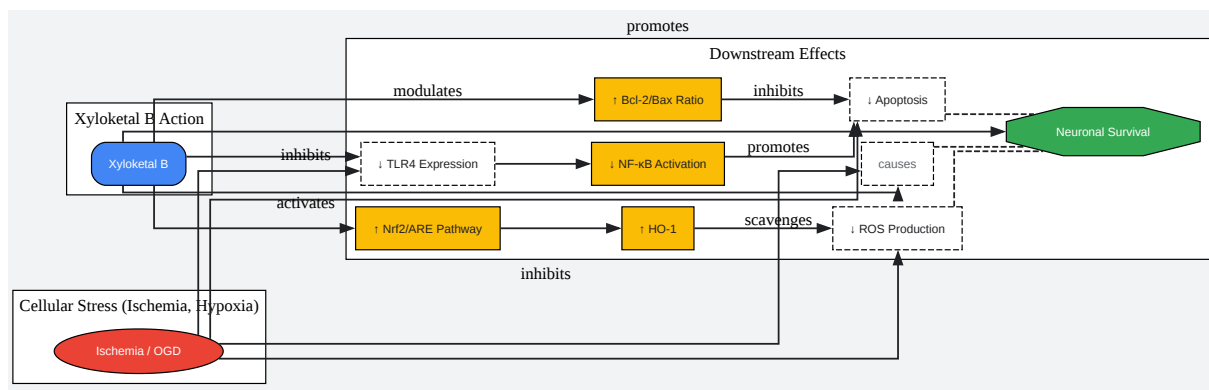 promotes
Downstream Effects
modulates
↑ Bcl-2/Bax Ratio
inhibits
↓ Apoptosis
Xyloketal B Action
Neuronal Survival
Xyloketal B
inhibits
↓ TLR4 Expression
↓ NF-κB Activation
promotes
causes
activates
↑ Nrf2/ARE Pathway
↑ HO-1
scavenges
↓ ROS Production
inhibits
Cellular Stress (Ischemia, Hypoxia)
Ischemia / OGD